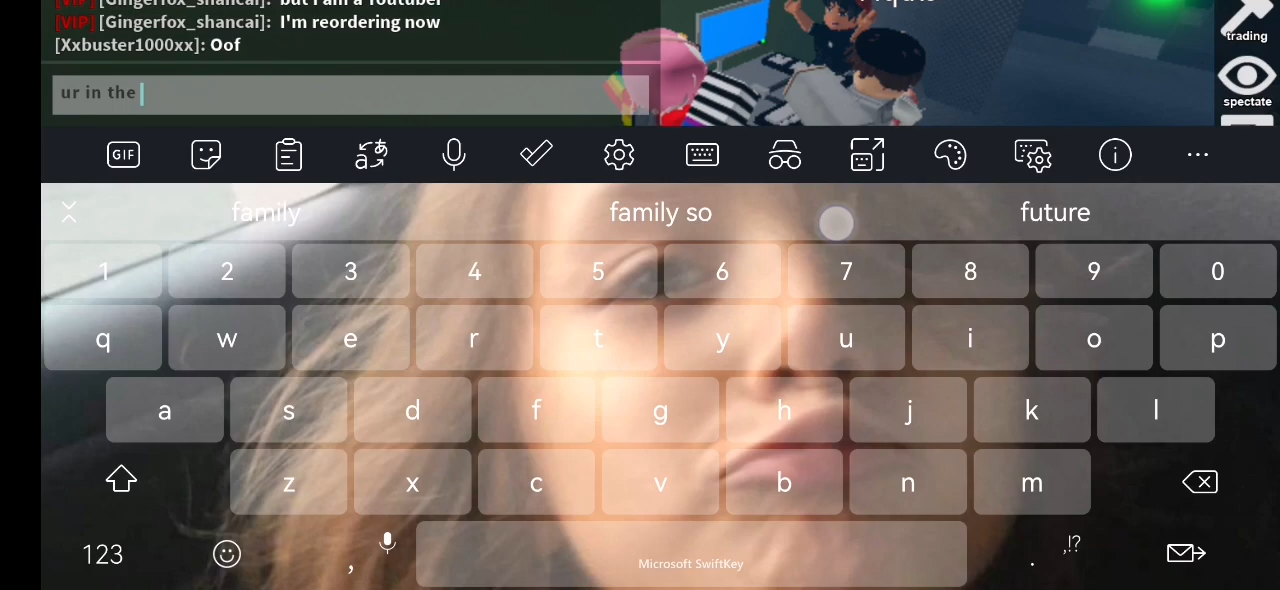 [VIP] [Gingerfox_shancai]: but I am a Youtuber
[VIP] [Gingerfox_shancai]: I'm reordering now
[Xxbuster1000xx]: Oof
ur in the
trading
spectate
GIF
family family so future
1 2 3 4 5 6 7 8 9 0
q w e r t y u i o p
a s d f g h j k l
z x c v b n m
123 , Microsoft SwiftKey . ,!?